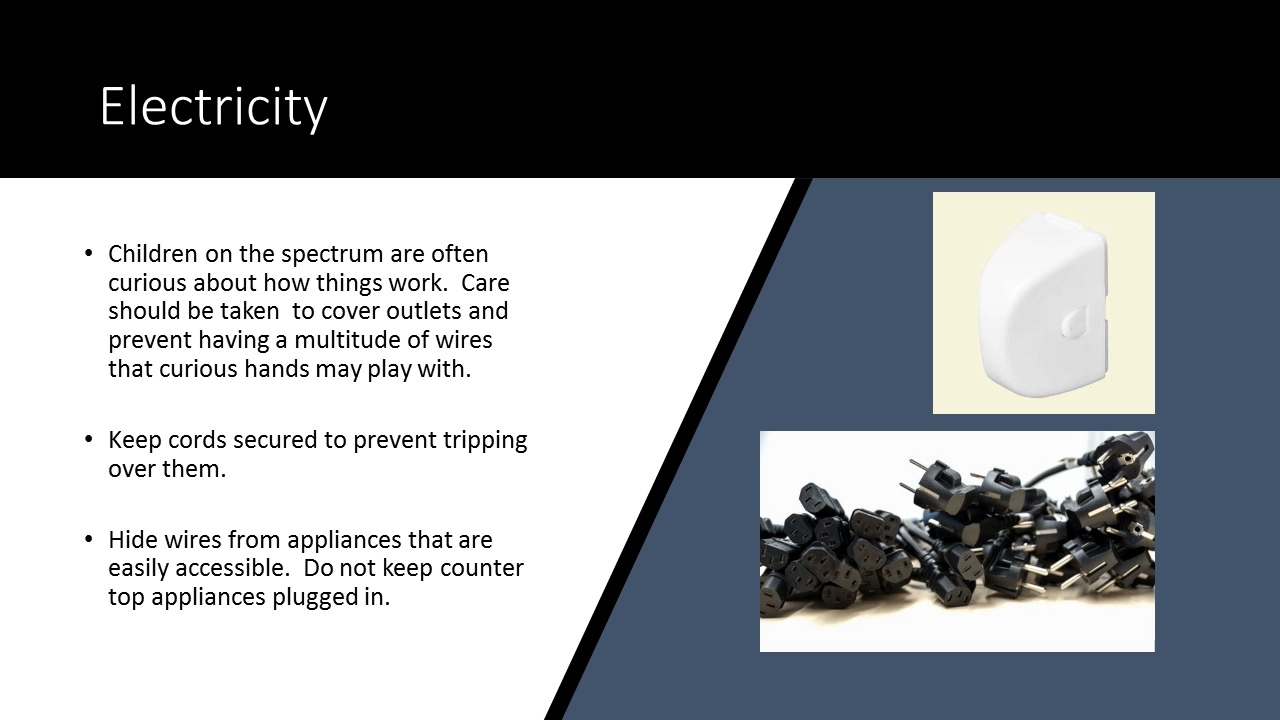 Electricity
• Children on the spectrum are often
curious about how things work.  Care
should be taken  to cover outlets and
prevent having a multitude of wires
that curious hands may play with.
• Keep cords secured to prevent tripping
over them.
• Hide wires from appliances that are
easily accessible.  Do not keep counter
top appliances plugged in.